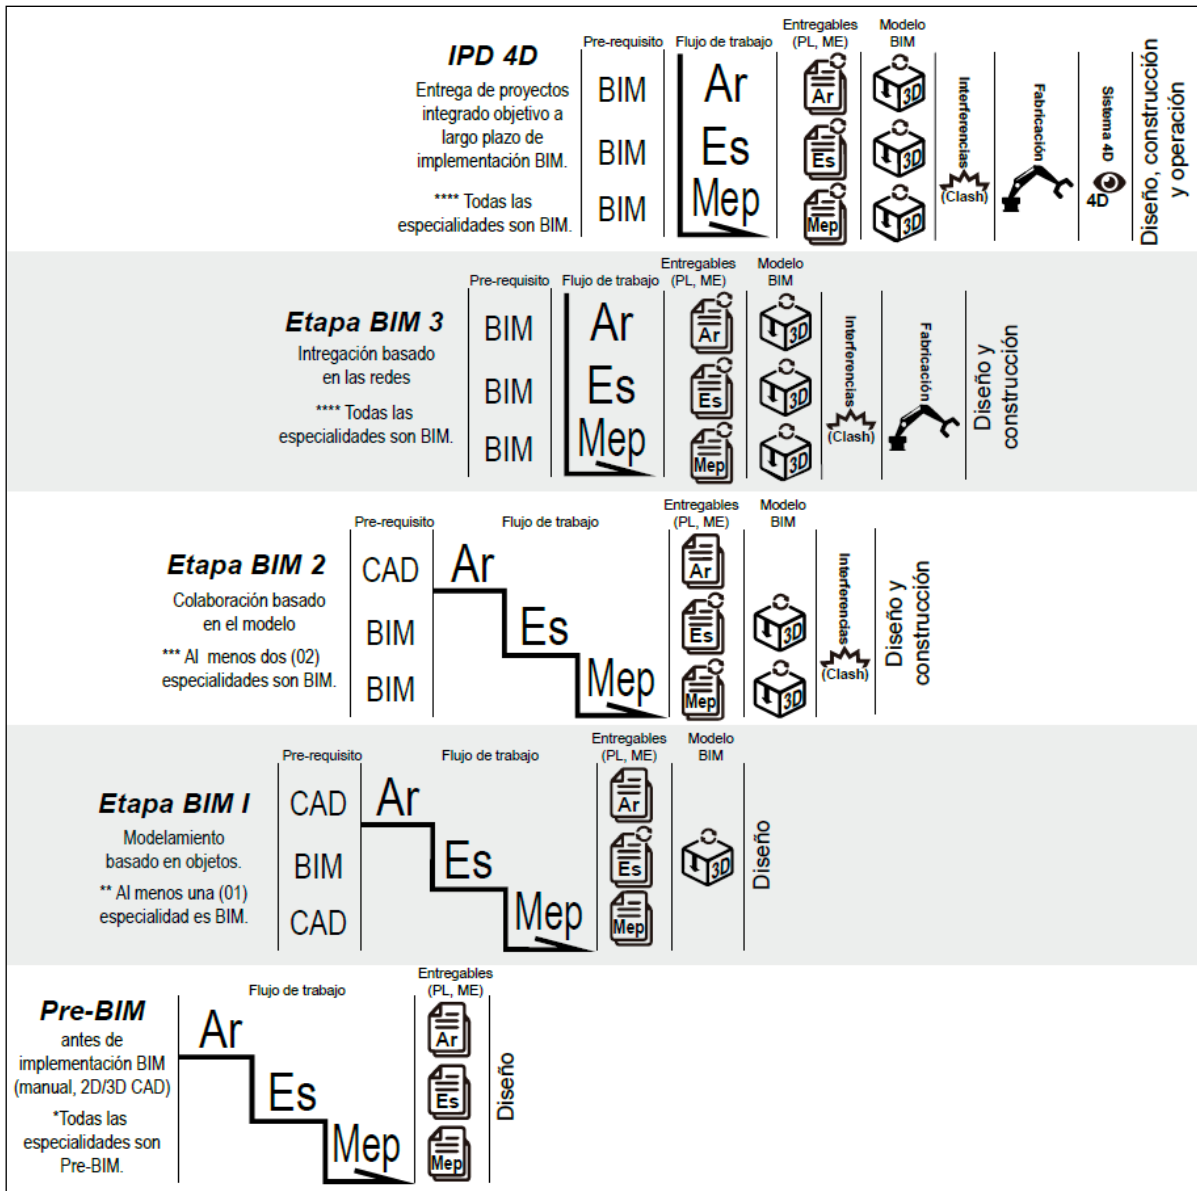 IPD 4D
Entrega de proyectos
integrado objetivo a
largo plazo de
implementación BIM.
**** Todas las
especialidades son BIM.
Pre-requisito
BIM
BIM
BIM
Flujo de trabajo
Ar
Es
Mep
Entregables
(PL, ME)
Ar
Es
Mep
Modelo
BIM
3D
3D
3D
Interferencias
(Clash)
Fabricación
Sistema 4D
4D
Diseño, construcción
y operación
Etapa BIM 3
Intregación basado
en las redes
**** Todas las
especialidades son BIM.
Pre-requisito
BIM
BIM
BIM
Flujo de trabajo
Ar
Es
Mep
Entregables
(PL, ME)
Ar
Es
Mep
Modelo
BIM
3D
3D
3D
Interferencias
(Clash)
Fabricación
Diseño y
construcción
Etapa BIM 2
Colaboración basado
en el modelo
*** Al menos dos (02)
especialidades son BIM.
Pre-requisito
CAD
BIM
BIM
Flujo de trabajo
Ar
Es
Mep
Entregables
(PL, ME)
Ar
Es
Mep
Modelo
BIM
3D
3D
Interferencias
(Clash)
Diseño y
construcción
Etapa BIM I
Modelamiento
basado en objetos.
** Al menos una (01)
especialidad es BIM.
Pre-requisito
CAD
BIM
CAD
Flujo de trabajo
Ar
Es
Mep
Entregables
(PL, ME)
Ar
Es
Mep
Modelo
BIM
3D
Diseño
Pre-BIM
antes de
implementación BIM
(manual, 2D/3D CAD)
*Todas las
especialidades son
Pre-BIM.
Flujo de trabajo
Ar
Es
Mep
Entregables
(PL, ME)
Ar
Es
Mep
Diseño